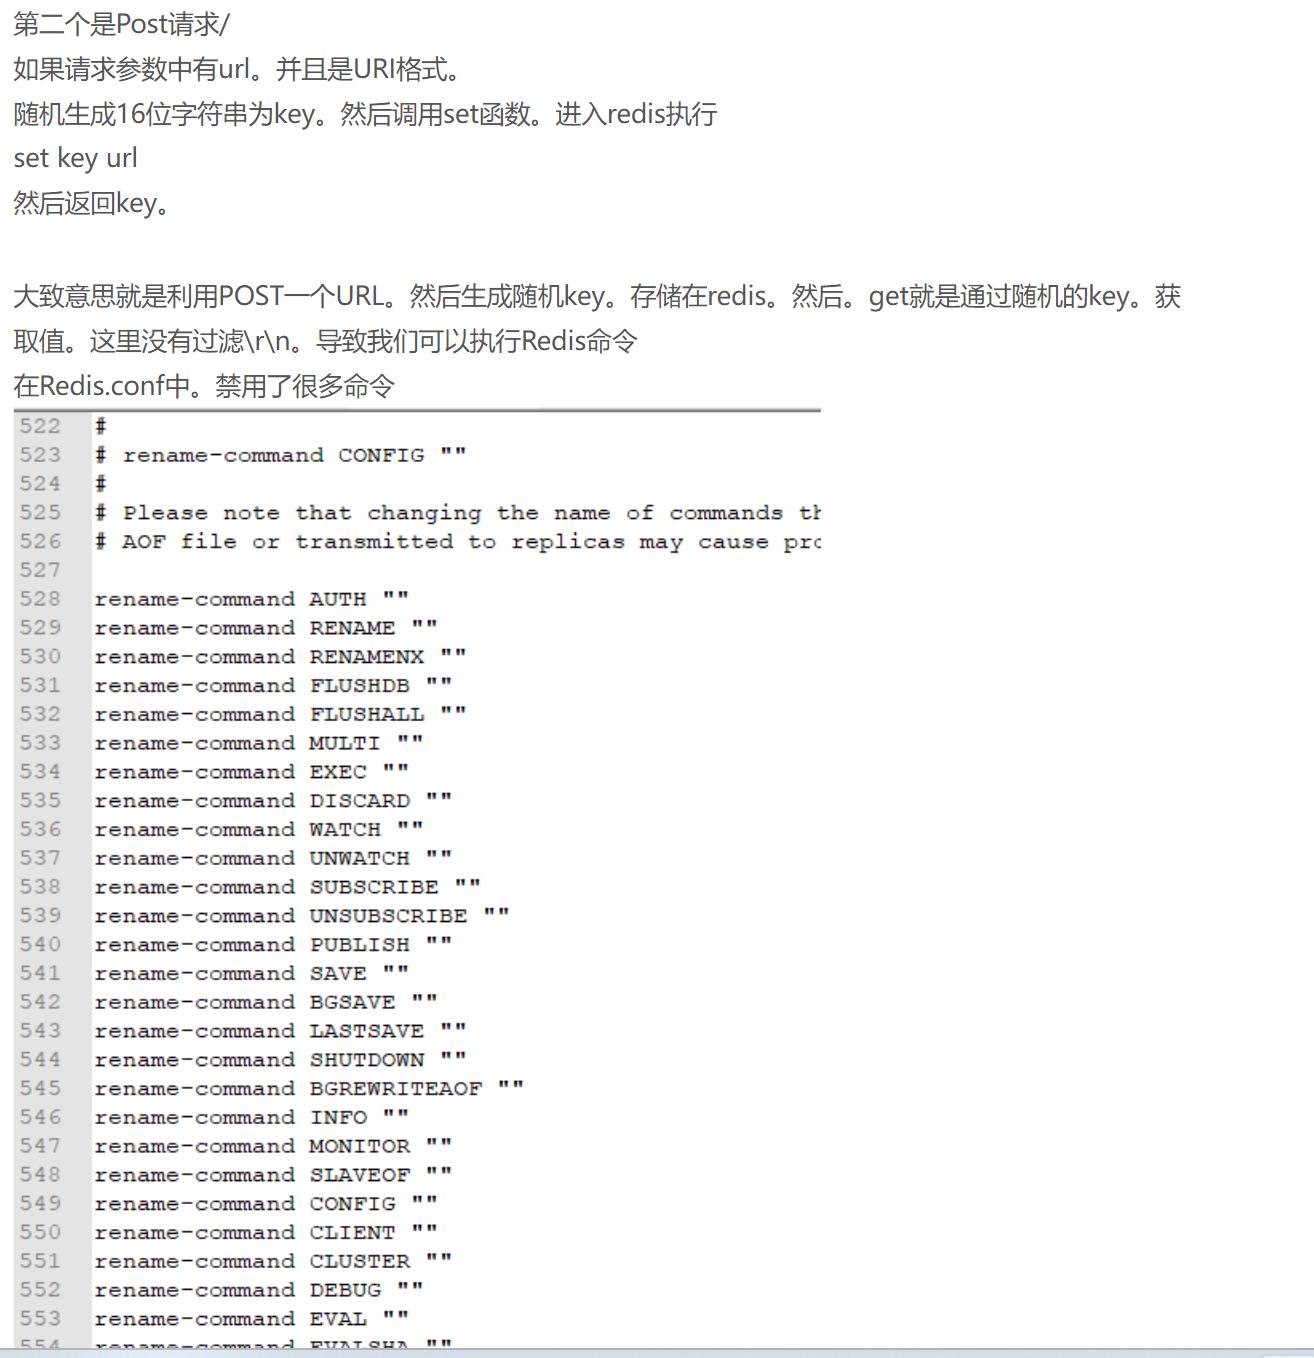 第二个是Post请求/
如果请求参数中有url。并且是URI格式。
随机生成16位字符串为key。然后调用set函数。进入redis执行
set key url
然后返回key。
大致意思就是利用POST一个URL。然后生成随机key。存储在redis。然后。get就是通过随机的key。获
取值。这里没有过滤\r\n。导致我们可以执行Redis命令
在Redis.conf中。禁用了很多命令
522 #
523 # rename-command CONFIG ""
524 #
525 # Please note that changing the name of commands th
526 # AOF file or transmitted to replicas may cause pro
527
528 rename-command AUTH ""
529 rename-command RENAME ""
530 rename-command RENAMENX ""
531 rename-command FLUSHDB ""
532 rename-command FLUSHALL ""
533 rename-command MULTI ""
534 rename-command EXEC ""
535 rename-command DISCARD ""
536 rename-command WATCH ""
537 rename-command UNWATCH ""
538 rename-command SUBSCRIBE ""
539 rename-command UNSUBSCRIBE ""
540 rename-command PUBLISH ""
541 rename-command SAVE ""
542 rename-command BGSAVE ""
543 rename-command LASTSAVE ""
544 rename-command SHUTDOWN ""
545 rename-command BGREWRITEAOF ""
546 rename-command INFO ""
547 rename-command MONITOR ""
548 rename-command SLAVEOF ""
549 rename-command CONFIG ""
550 rename-command CLIENT ""
551 rename-command CLUSTER ""
552 rename-command DEBUG ""
553 rename-command EVAL ""
554 rename-command EVALSHA ""